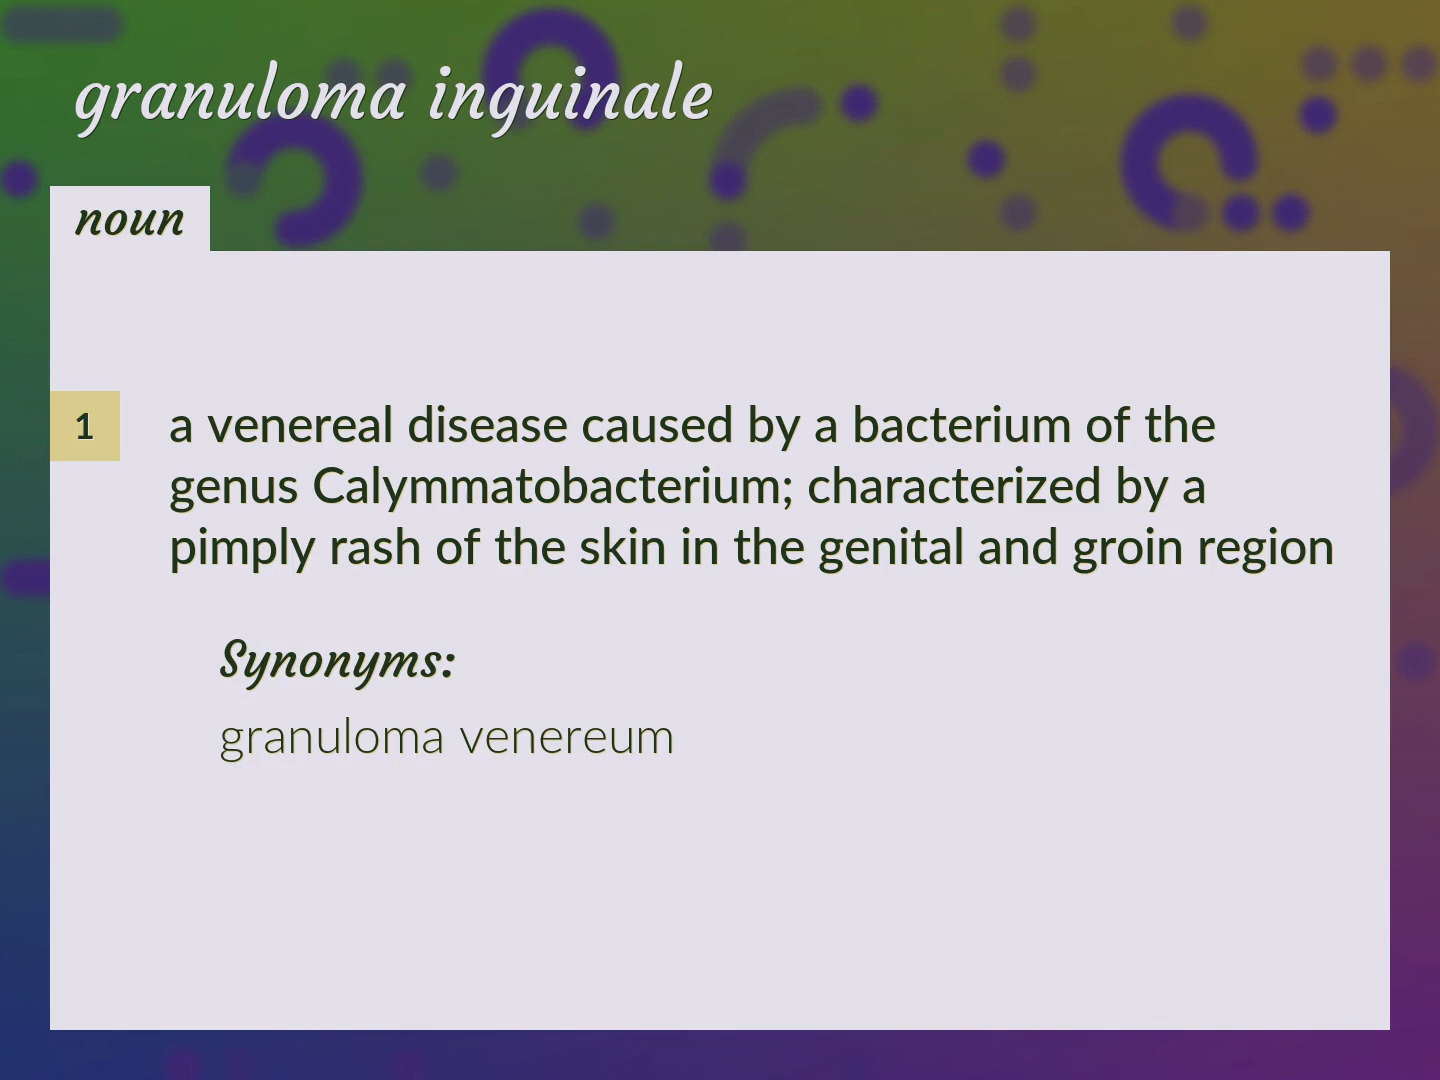 granuloma inguinale
noun
1
a venereal disease caused by a bacterium of the
genus Calymmatobacterium; characterized by a
pimply rash of the skin in the genital and groin region
Synonyms:
granuloma venereum